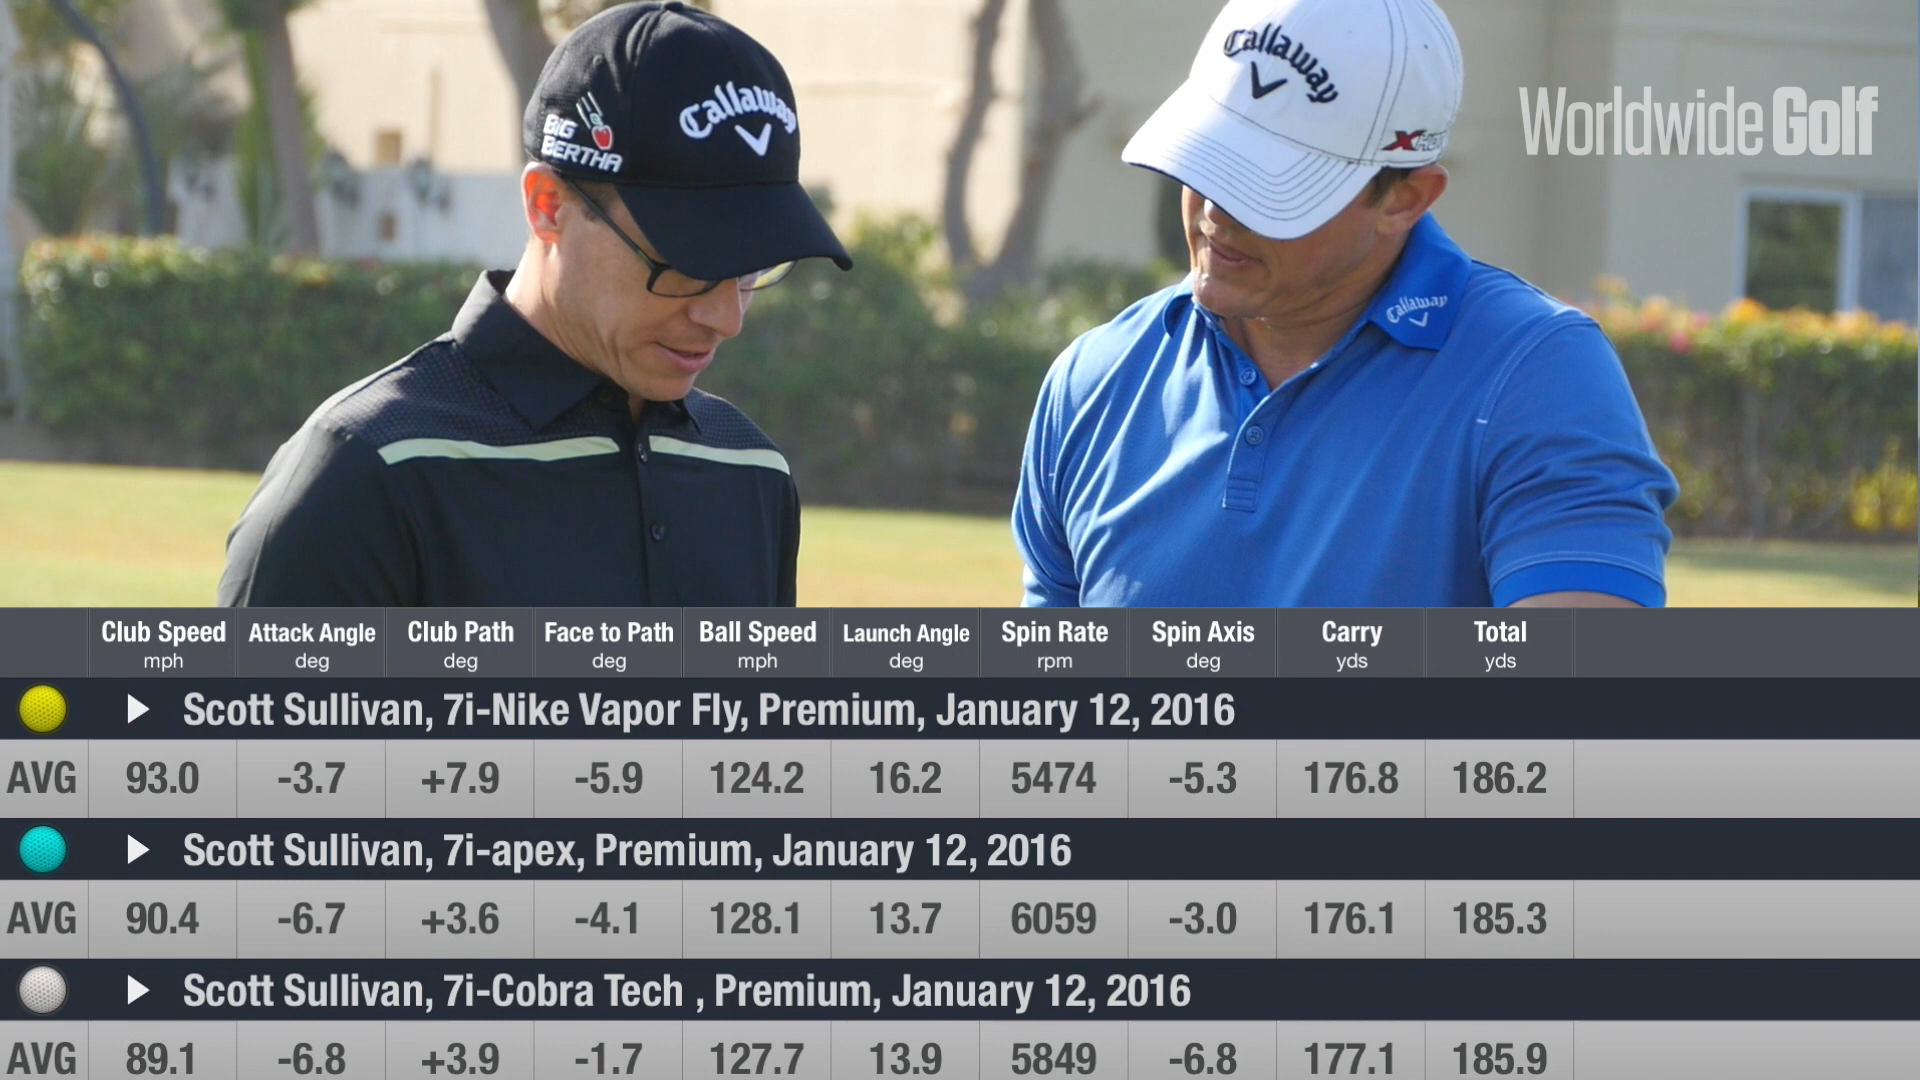 Callaway
BIG
BERTHA
Callaway
Callaway
Worldwide Golf
Club Speed Attack Angle Club Path Face to Path Ball Speed Launch Angle Spin Rate Spin Axis Carry Total
mph deg deg deg mph deg rpm deg yds yds
Scott Sullivan, 7i-Nike Vapor Fly, Premium, January 12, 2016
AVG 93.0 -3.7 +7.9 -5.9 124.2 16.2 5474 -5.3 176.8 186.2
Scott Sullivan, 7i-apex, Premium, January 12, 2016
AVG 90.4 -6.7 +3.6 -4.1 128.1 13.7 6059 -3.0 176.1 185.3
Scott Sullivan, 7i-Cobra Tech , Premium, January 12, 2016
AVG 89.1 -6.8 +3.9 -1.7 127.7 13.9 5849 -6.8 177.1 185.9